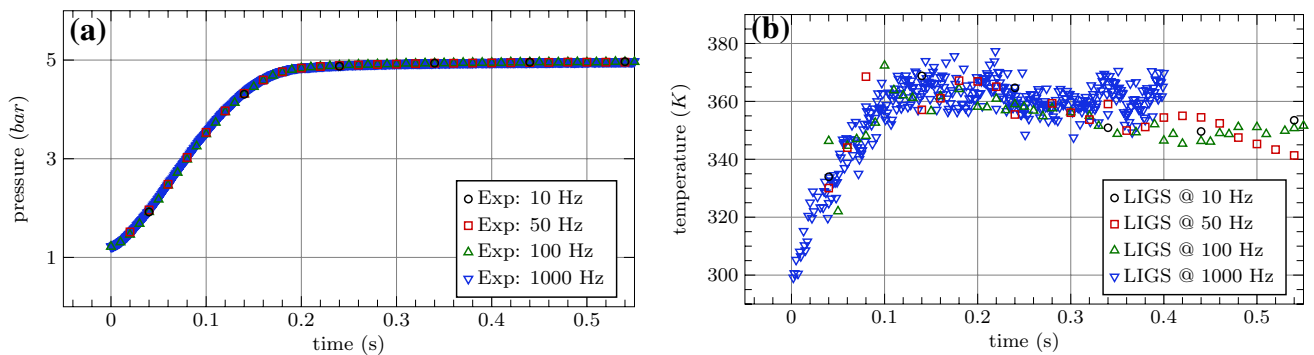 (a)
pressure (bar)
5
3
1
0
0.1
0.2
0.3
0.4
0.5
time (s)
Exp: 10 Hz
Exp: 50 Hz
Exp: 100 Hz
Exp: 1000 Hz
(b)
temperature (K)
380
360
340
320
300
0
0.1
0.2
0.3
0.4
0.5
time (s)
LIGS @ 10 Hz
LIGS @ 50 Hz
LIGS @ 100 Hz
LIGS @ 1000 Hz